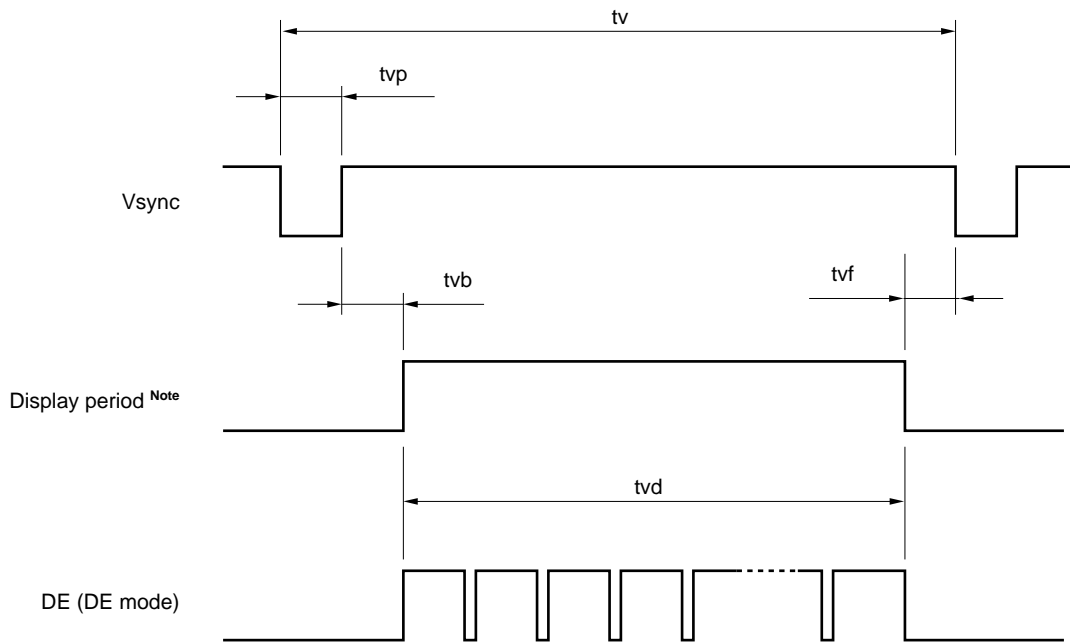 tv
tvp
Vsync
tvb
tvf
Display period Note
tvd
DE (DE mode)